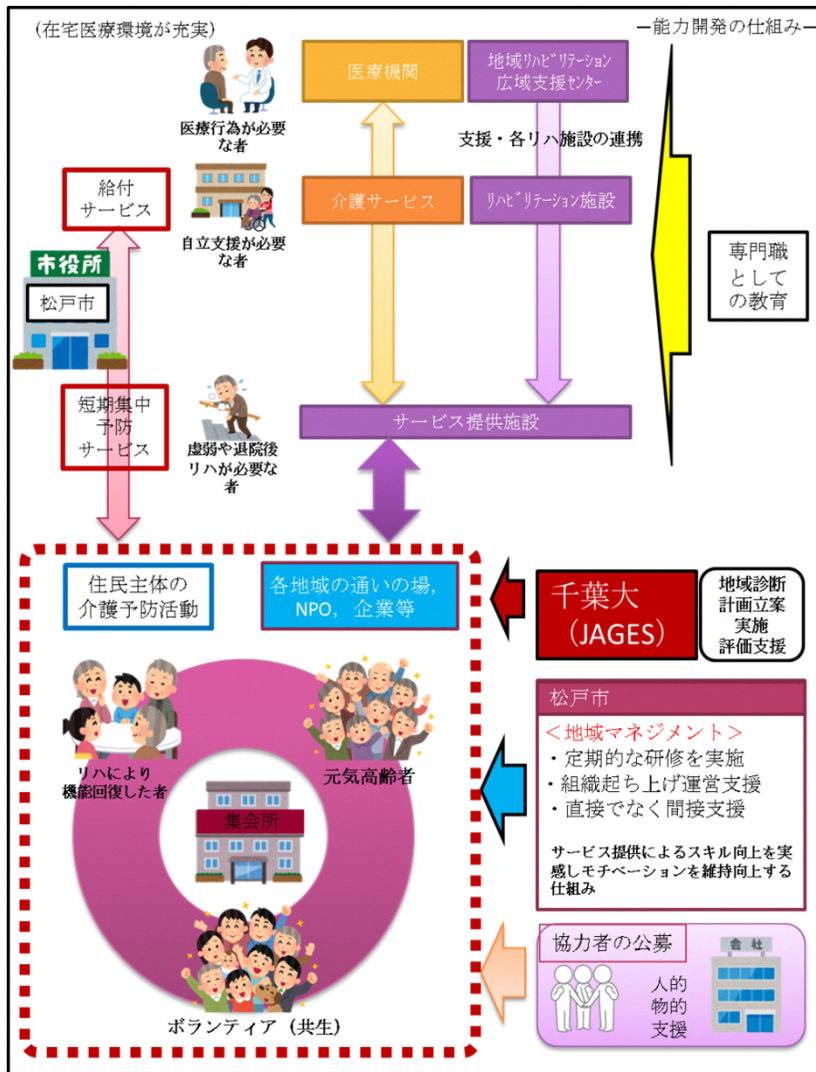 (在宅医療環境が充実)
―能力開発の仕組み―
医療機関
地域ﾘﾊﾋﾞﾘﾃｰｼｮﾝ
広域支援ｾﾝﾀｰ
医療行為が必要
な者
支援・各リハ施設の連携
給付
サービス
介護サービス
ﾘﾊﾋﾞﾘﾃｰｼｮﾝ施設
自立支援が必要
な者
市役所
松戸市
専門職
として
の教育
短期集中
予防
サービス
サービス提供施設
虚弱や退院後
リハが必要な
者
住民主体の
介護予防活動
各地域の通いの場,
NPO, 企業等
千葉大
(JAGES)
地域診断
計画立案
実施
評価支援
リハにより
機能回復した者
元気高齢者
集会所
ボランティア (共生)
松戸市
＜地域マネジメント＞
・定期的な研修を実施
・組織起ち上げ運営支援
・直接でなく間接支援
サービス提供によるスキル向上を実
感しモチベーションを維持向上する
仕組み
協力者の公募
会社
人的
物的
支援